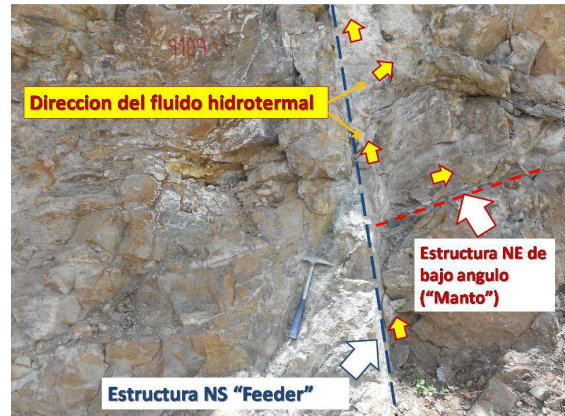 9109
Direccion del fluido hidrotermal
Estructura NE de
bajo angulo
(“Manto”)
Estructura NS “Feeder”